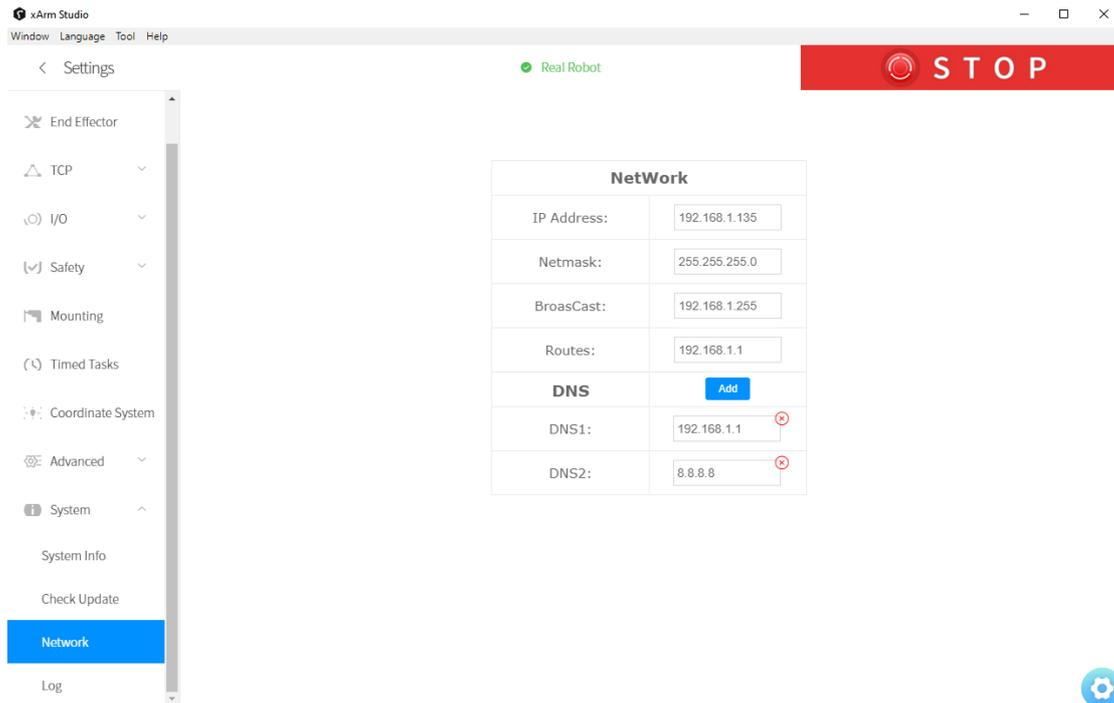 xArm Studio
Window Language Tool Help
Settings
Real Robot
STOP
End Effector
TCP
I/O
Safety
Mounting
Timed Tasks
Coordinate System
Advanced
System
System Info
Check Update
Network
Log
NetWork
IP Address: 192.168.1.135
Netmask: 255.255.255.0
BroasCast: 192.168.1.255
Routes: 192.168.1.1
DNS Add
DNS1: 192.168.1.1
DNS2: 8.8.8.8